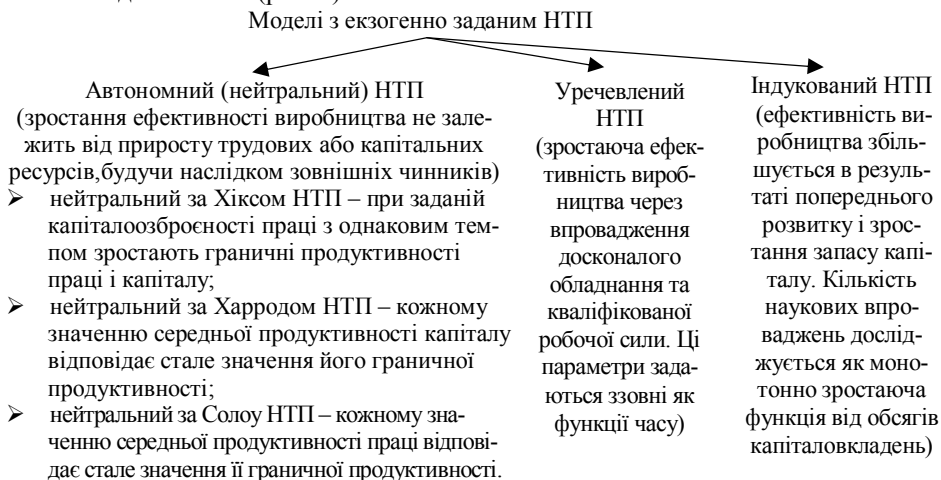 Моделі з екзогенно заданим НТП
Автономний (нейтральний) НТП
(зростання ефективності виробництва не зале-
жить від приросту трудових або капітальних
ресурсів,будучи наслідком зовнішніх чинників)
➢ нейтральний за Хіксом НТП – при заданій
капіталоозброєності праці з однаковим тем-
пом зростають граничні продуктивності
праці і капіталу;
➢ нейтральний за Харродом НТП – кожному
значенню середньої продуктивності капіталу
відповідає стале значення його граничної
продуктивності;
➢ нейтральний за Солоу НТП – кожному зна-
ченню середньої продуктивності праці відпові-
дає стале значення її граничної продуктивності.
Уречевлений
НТП
(зростаюча ефек-
тивність вироб-
ництва через
впровадження
досконалого
обладнання та
кваліфікованої
робочої сили. Ці
параметри зада-
ються ззовні як
функції часу)
Індукований НТП
(ефективність ви-
робництва збіль-
шується в резуль-
таті попереднього
розвитку і зрос-
тання запасу капі-
талу. Кількість
наукових впро-
ваджень дослід-
жується як моно-
тонно зростаюча
функція від обсягів
капіталовкладень)